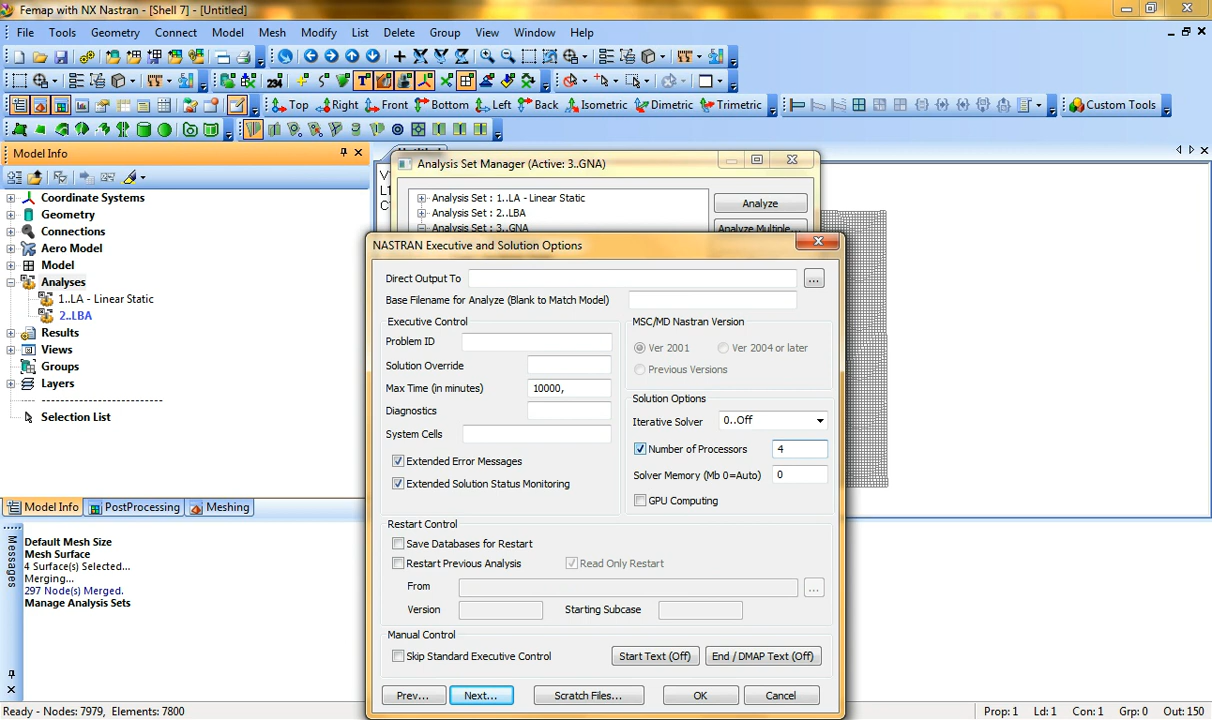 Femap with NX Nastran - [Shell 7] - [Untitled]
File Tools Geometry Connect Model Mesh Modify List Delete Group View Window Help
Top Right Front Bottom Left Back Isometric Dimetric Trimetric Custom Tools
Model Info
Coordinate Systems
Geometry
Connections
Aero Model
Model
Analyses
1..LA - Linear Static
2..LBA
Results
Views
Groups
Layers
Selection List
Model Info PostProcessing Meshing
Messages
Default Mesh Size
Mesh Surface
4 Surface(s) Selected...
Merging...
297 Node(s) Merged.
Manage Analysis Sets
Analysis Set Manager (Active: 3..GNA)
Analysis Set : 1..LA - Linear Static
Analysis Set : 2..LBA
Analysis Set : 3..GNA
Analyze
Analyze Multiple...
NASTRAN Executive and Solution Options
Direct Output To
...
Base Filename for Analyze (Blank to Match Model)
Executive Control
Problem ID
Solution Override
Max Time (in minutes) 10000,
Diagnostics
System Cells
Extended Error Messages
Extended Solution Status Monitoring
MSC/MD Nastran Version
Ver 2001 Ver 2004 or later
Previous Versions
Solution Options
Iterative Solver 0..Off
Number of Processors 4
Solver Memory (Mb 0=Auto) 0
GPU Computing
Restart Control
Save Databases for Restart
Restart Previous Analysis Read Only Restart
From ...
Version Starting Subcase
Manual Control
Skip Standard Executive Control Start Text (Off) End / DMAP Text (Off)
Prev... Next... Scratch Files... OK Cancel
Ready - Nodes: 7979, Elements: 7800
Prop: 1 Ld: 1 Con: 1 Grp: 0 Out: 150